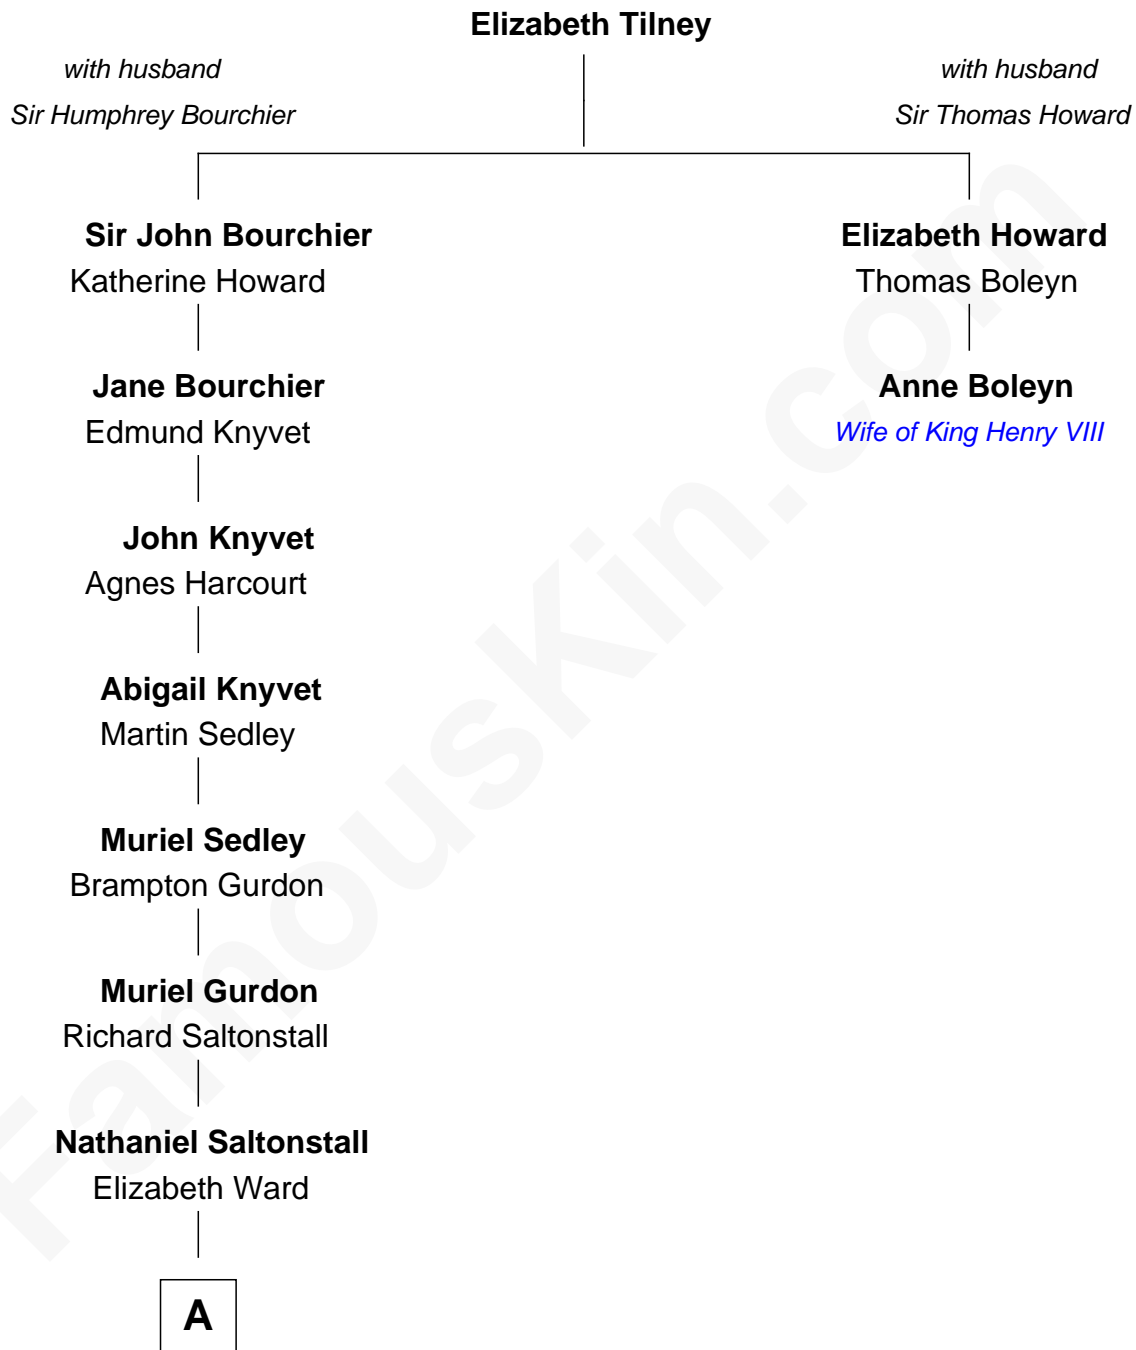 Elizabeth Tilney
with husband
Sir Humphrey Bourchier
with husband
Sir Thomas Howard
Sir John Bourchier
Katherine Howard
Elizabeth Howard
Thomas Boleyn
Jane Bourchier
Edmund Knyvet
Anne Boleyn
Wife of King Henry VIII
John Knyvet
Agnes Harcourt
Abigail Knyvet
Martin Sedley
Muriel Sedley
Brampton Gurdon
Muriel Gurdon
Richard Saltonstall
Nathaniel Saltonstall
Elizabeth Ward
A
FamousKin.com